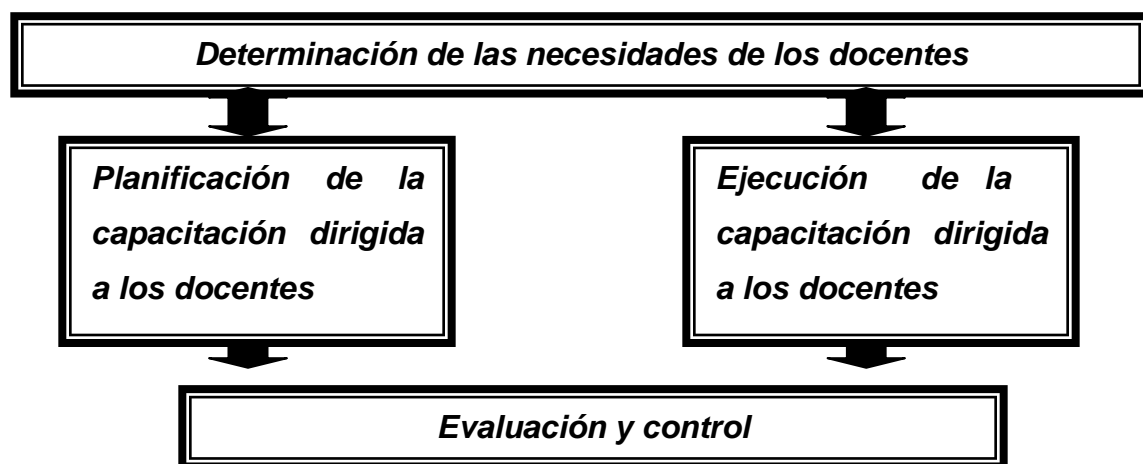 Determinación de las necesidades de los docentes
Planificación de la
capacitación dirigida
a los docentes
Ejecución de la
capacitación dirigida
a los docentes
Evaluación y control